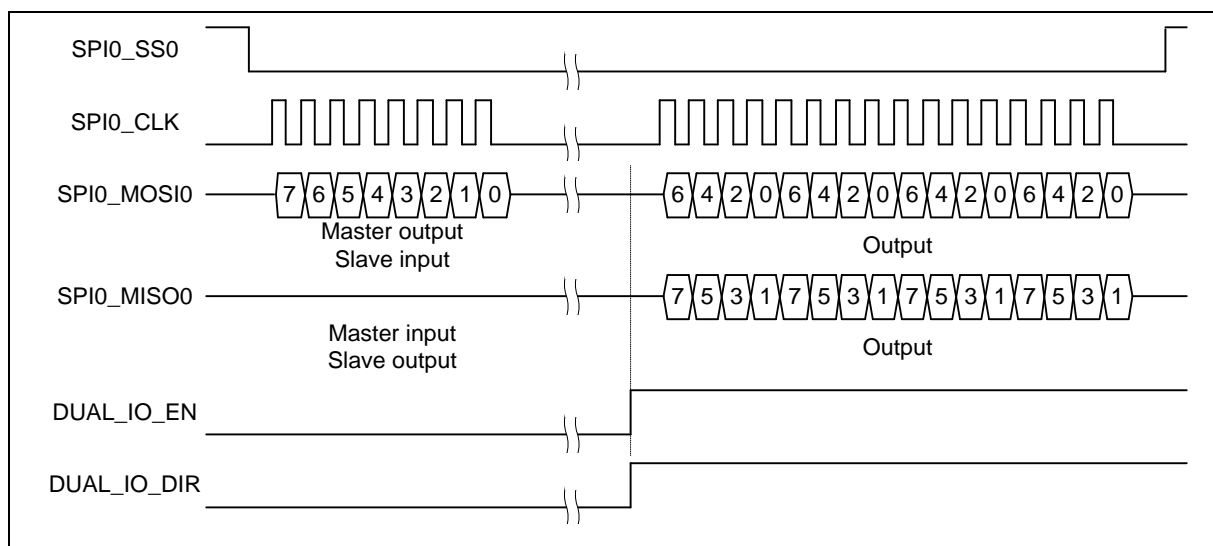 SPI0_SS0
SPI0_CLK
SPI0_MOSI0 7 6 5 4 3 2 1 0 6 4 2 0 6 4 2 0 6 4 2 0 6 4 2 0
Master output
Slave input
Output
SPI0_MISO0 7 5 3 1 7 5 3 1 7 5 3 1 7 5 3 1
Master input
Slave output
Output
DUAL_IO_EN
DUAL_IO_DIR